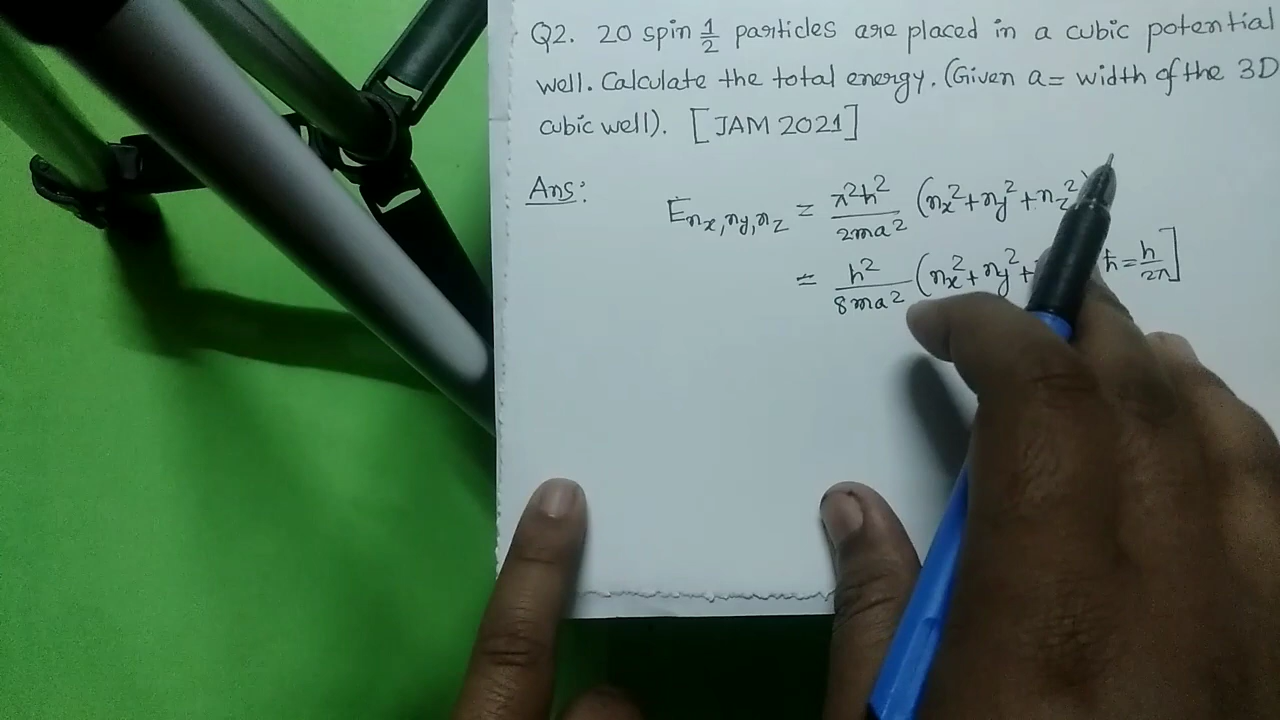 Q2. 20 spin 1/2 particles are placed in a cubic potential
well. Calculate the total energy. (Given a = width of the 3D
cubic well). [JAM 2021]
Ans: E_{nx,ny,nz} = π²ħ²/2ma² (nx² + ny² + nz²)
= h²/8ma² (nx² + ny² + ħ = h/2π]